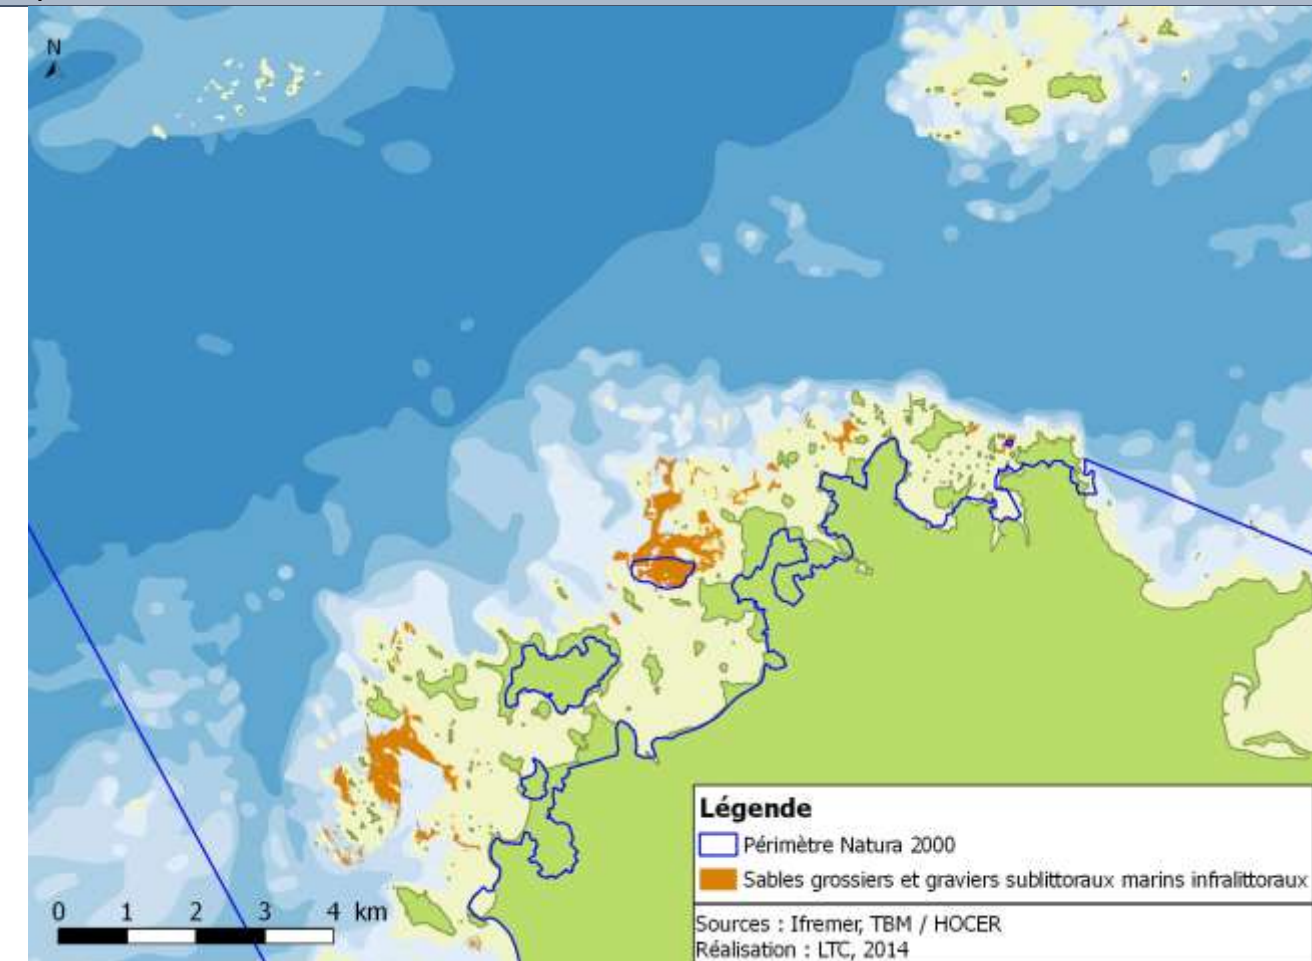 N
Légende
Périmètre Natura 2000
Sables grossiers et graviers sublittoraux marins infralittoraux
0 1 2 3 4 km
Sources : Ifremer, TBM / HOCER
Réalisation : LTC, 2014